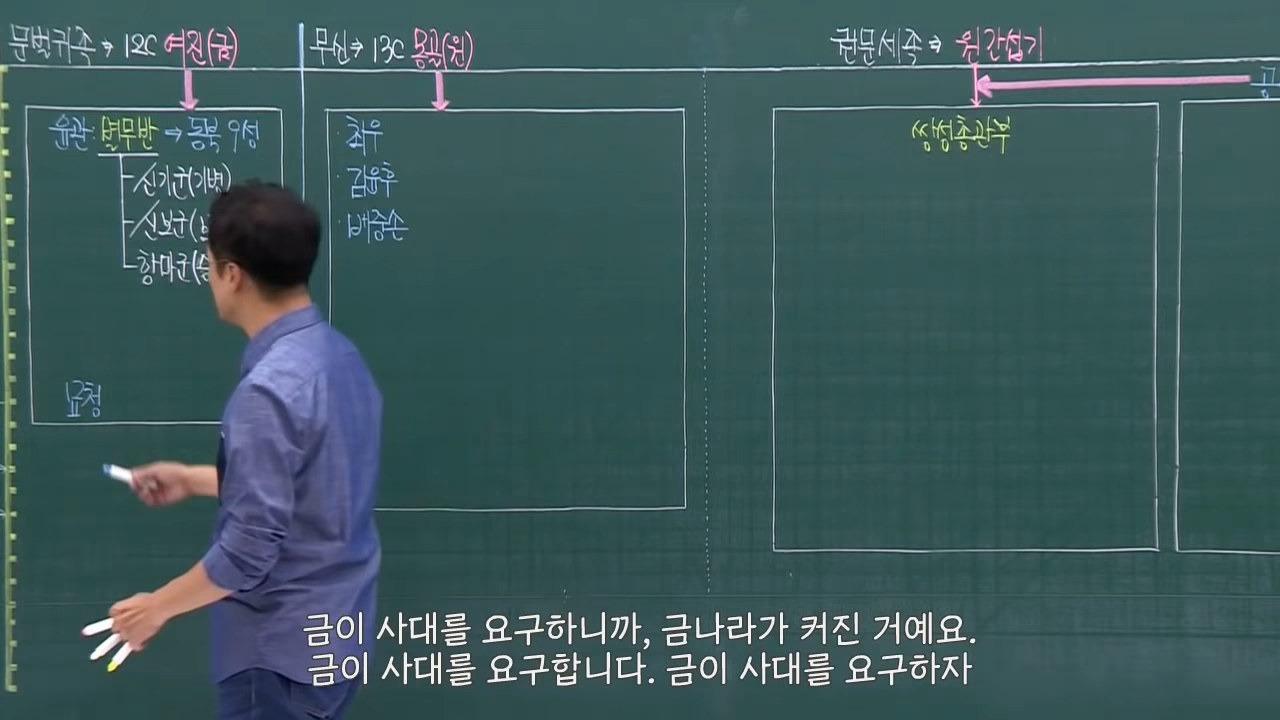 문벌귀족 → 12C 여진(금)
무신 → 13C 몽골(원)
권문세족 → 원 간섭기
공
윤관: 별무반 → 동북 9성
신기군(기병)
신보군(보
항마군(승
묘청
· 최우
· 김윤후
· 배중손
쌍성총관부
금이 사대를 요구하니까, 금나라가 커진 거예요.
금이 사대를 요구합니다. 금이 사대를 요구하자